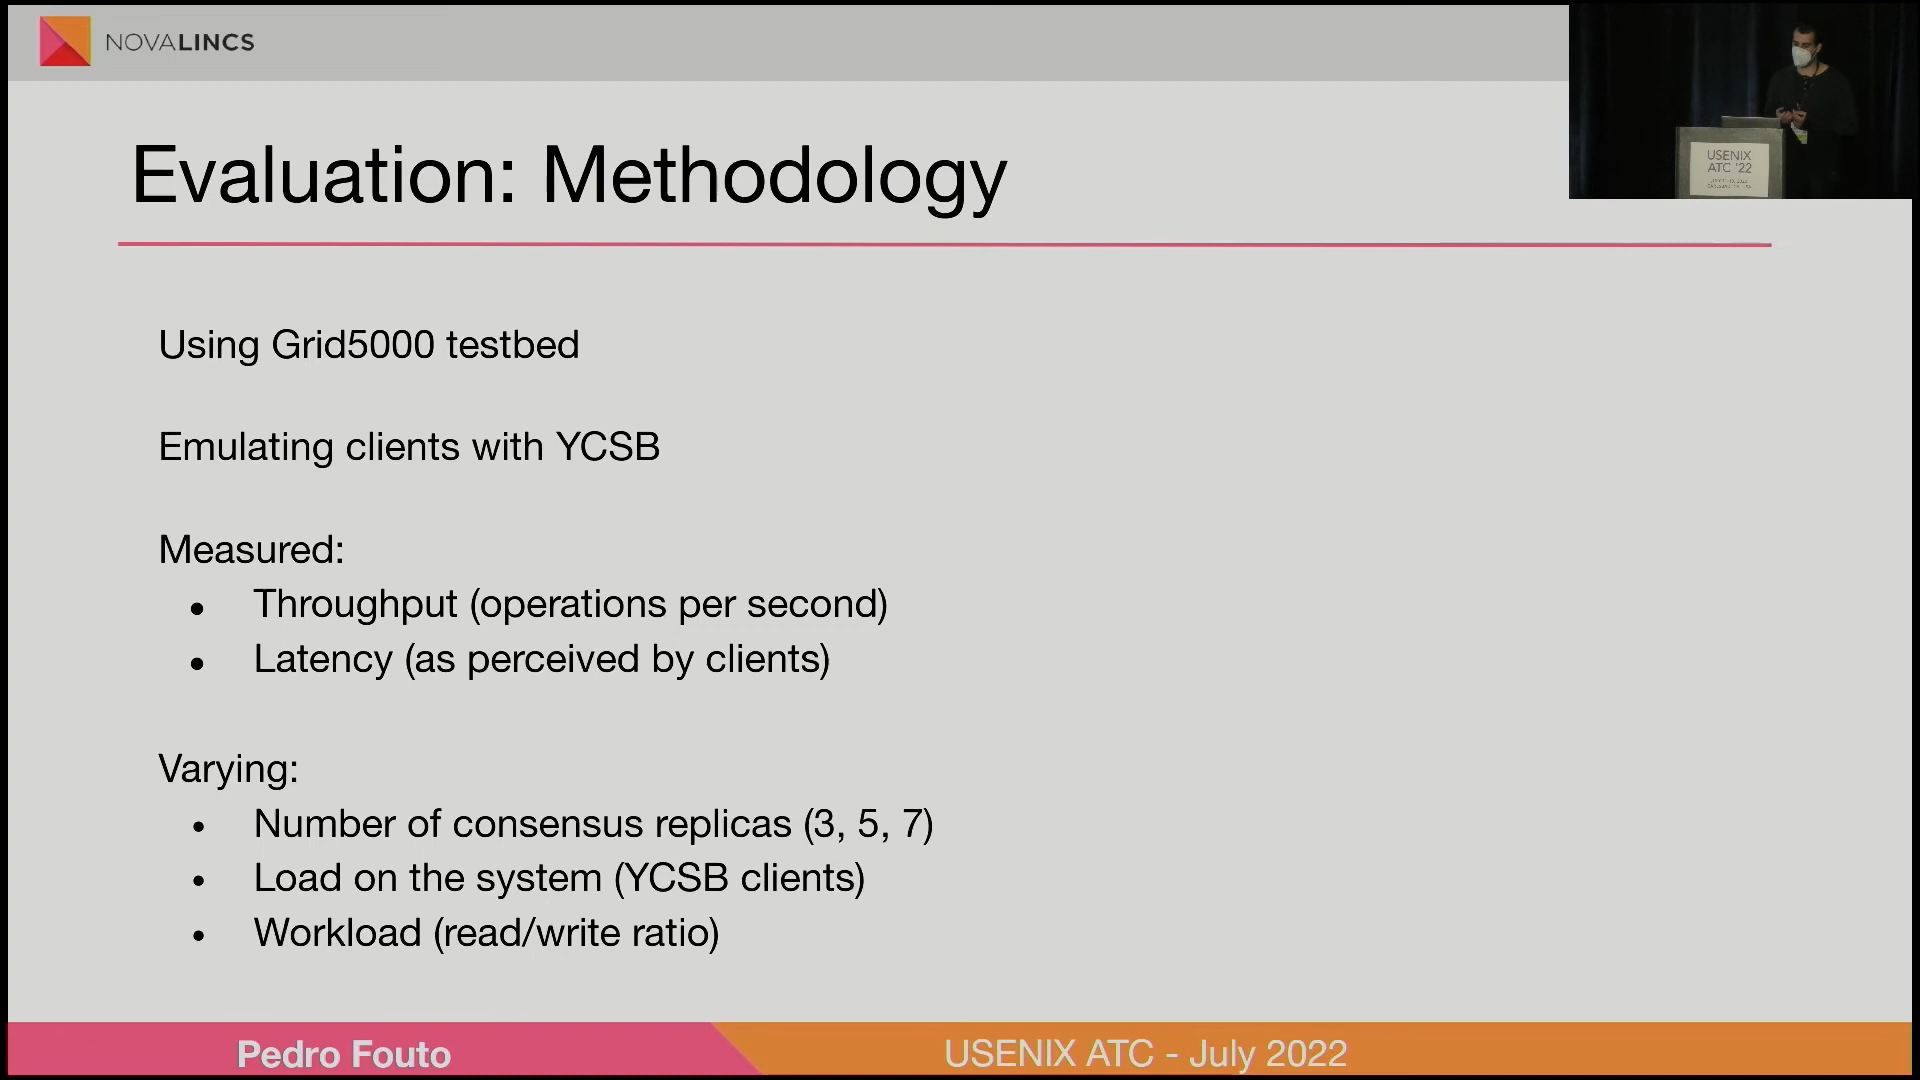 NOVALINCS
USENIX
ATC '22
Evaluation: Methodology
Using Grid5000 testbed
Emulating clients with YCSB
Measured:
• Throughput (operations per second)
• Latency (as perceived by clients)
Varying:
• Number of consensus replicas (3, 5, 7)
• Load on the system (YCSB clients)
• Workload (read/write ratio)
Pedro Fouto
USENIX ATC - July 2022